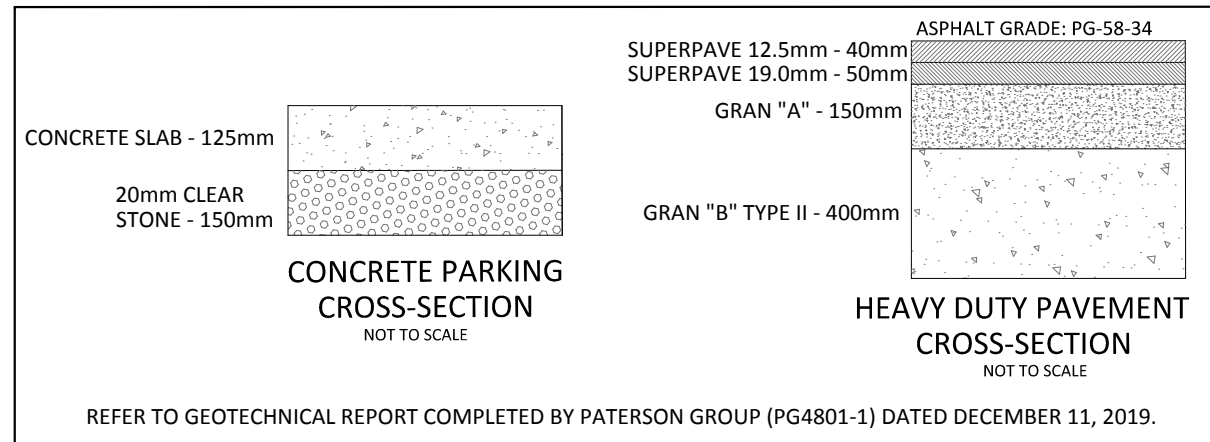 CONCRETE SLAB - 125mm
20mm CLEAR
STONE - 150mm
CONCRETE PARKING
CROSS-SECTION
NOT TO SCALE
ASPHALT GRADE: PG-58-34
SUPERPAVE 12.5mm - 40mm
SUPERPAVE 19.0mm - 50mm
GRAN "A" - 150mm
GRAN "B" TYPE II - 400mm
HEAVY DUTY PAVEMENT
CROSS-SECTION
NOT TO SCALE
REFER TO GEOTECHNICAL REPORT COMPLETED BY PATERSON GROUP (PG4801-1) DATED DECEMBER 11, 2019.